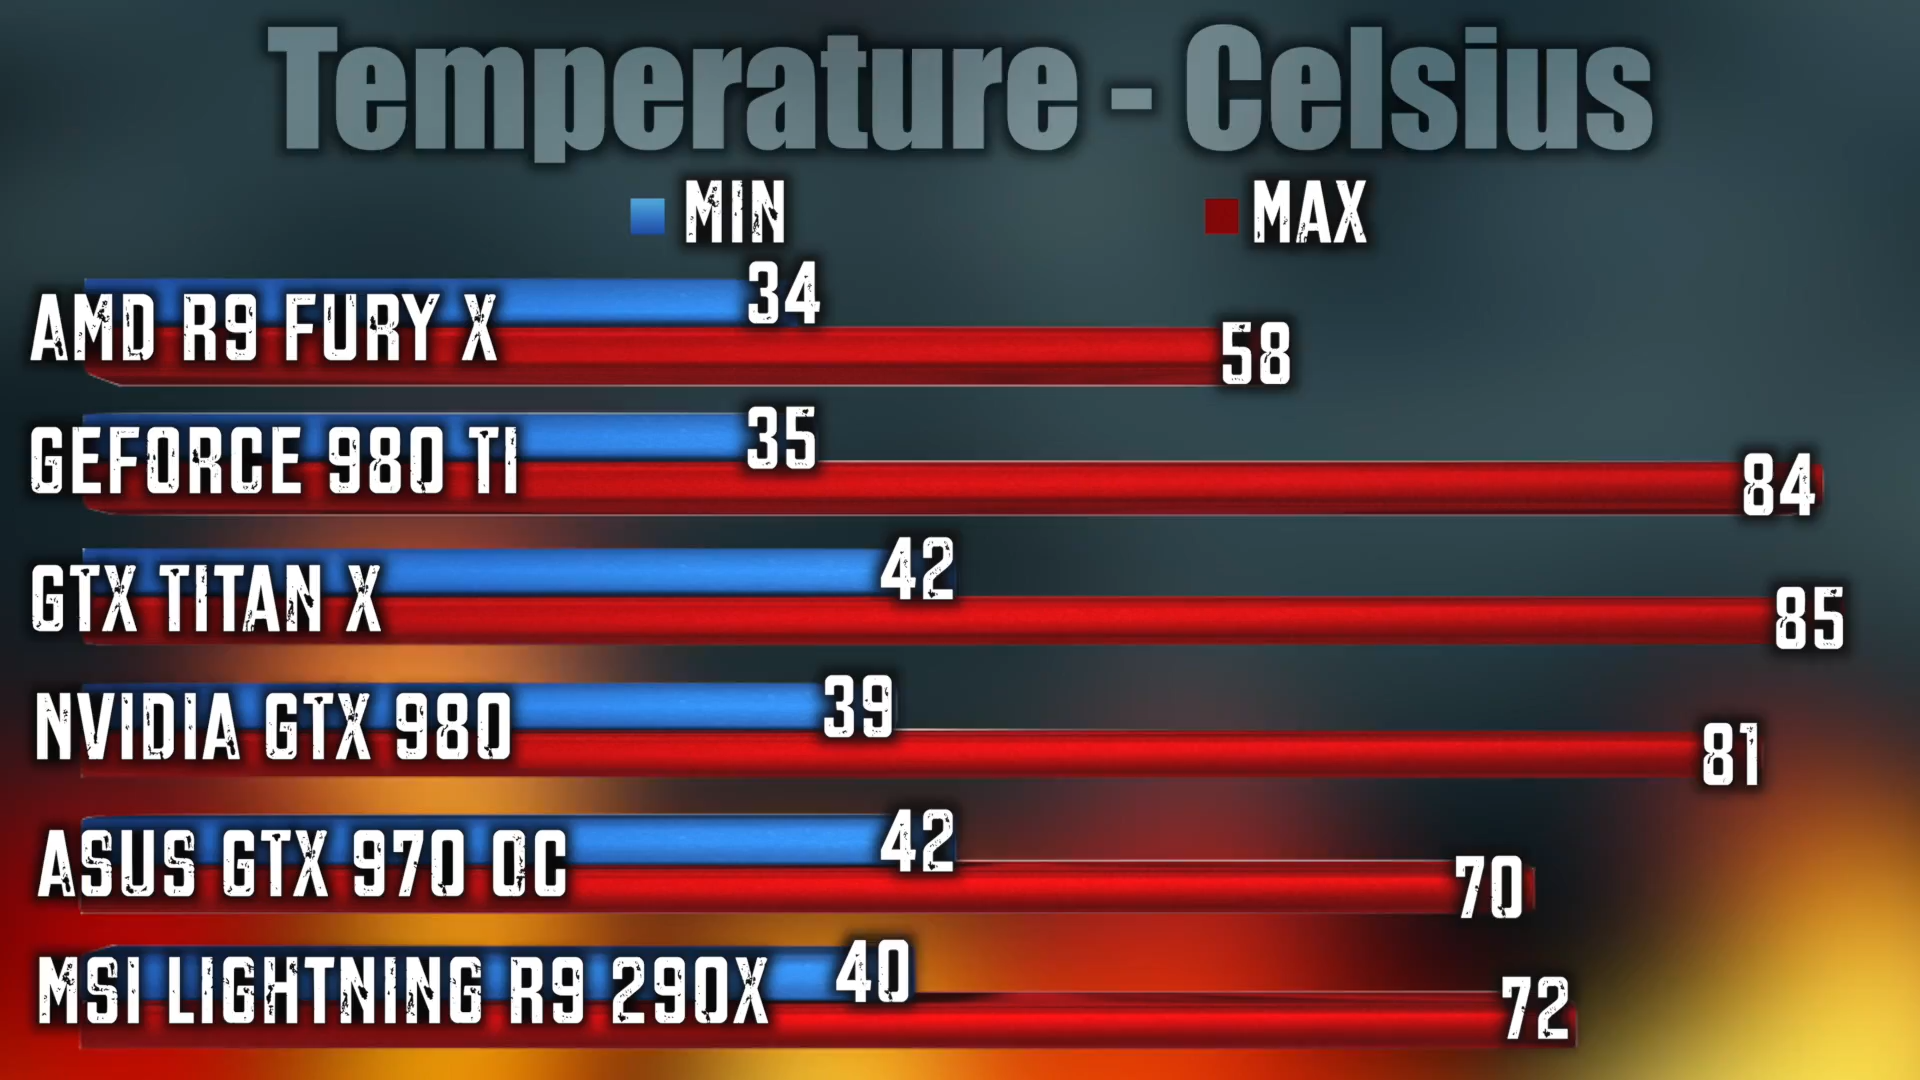 Temperature - Celsius
MIN MAX
AMD R9 FURY X 34 58
GEFORCE 980 TI 35 84
GTX TITAN X 42 85
NVIDIA GTX 980 39 81
ASUS GTX 970 OC 42 70
MSI LIGHTNING R9 290X 40 72